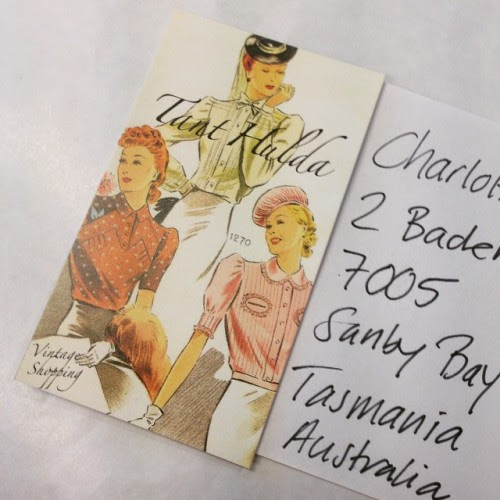 Tant Hulda
1270
Vintage
Shopping
Charlot
2 Baden
7005
Sanby Bay
Tasmania
Australia